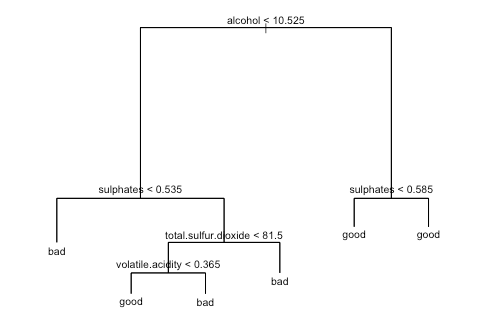 alcohol < 10.525
sulphates < 0.535
sulphates < 0.585
bad
total.sulfur.dioxide < 81.5
good
good
volatile.acidity < 0.365
bad
good
bad